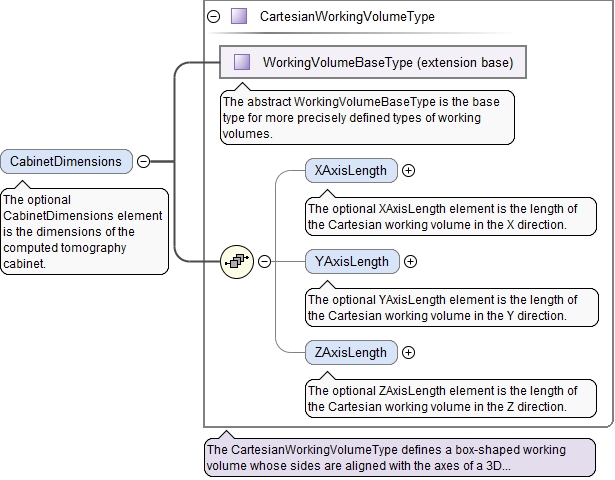 CartesianWorkingVolumeType
WorkingVolumeBaseType (extension base)
The abstract WorkingVolumeBaseType is the base
type for more precisely defined types of working
volumes.
CabinetDimensions
The optional
CabinetDimensions element
is the dimensions of the
computed tomography
cabinet.
XAxisLength
The optional XAxisLength element is the length of
the Cartesian working volume in the X direction.
YAxisLength
The optional YAxisLength element is the length of
the Cartesian working volume in the Y direction.
ZAxisLength
The optional ZAxisLength element is the length of
the Cartesian working volume in the Z direction.
The CartesianWorkingVolumeType defines a box-shaped working
volume whose sides are aligned with the axes of a 3D...